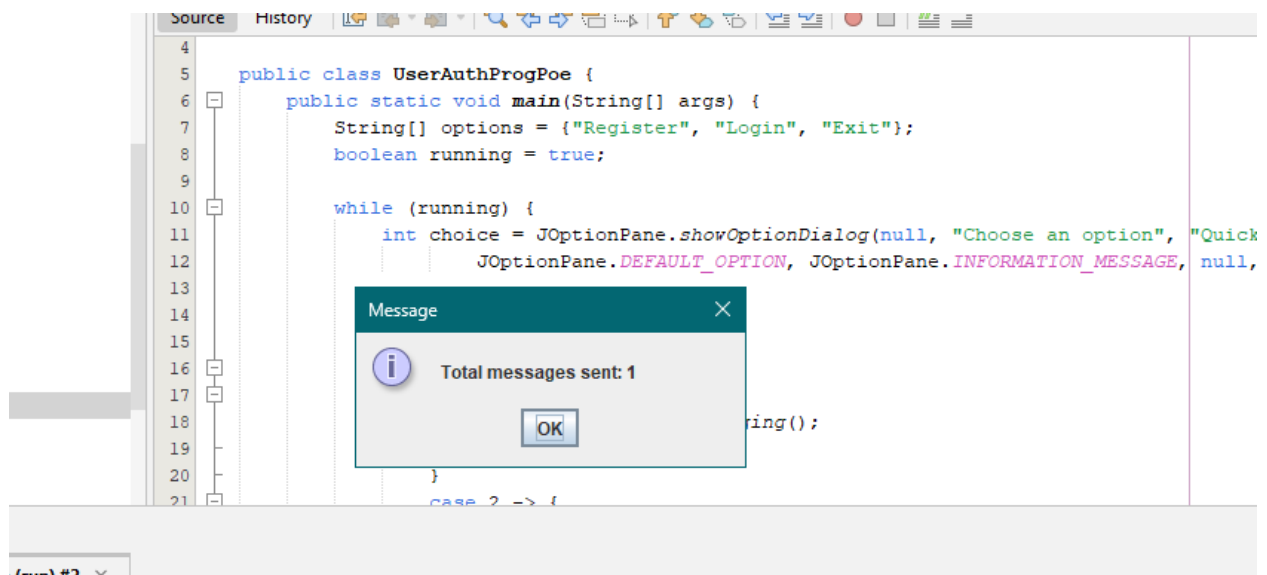 Source History
4
5 public class UserAuthProgPoe {
6 public static void main(String[] args) {
7 String[] options = {"Register", "Login", "Exit"};
8 boolean running = true;
9
10 while (running) {
11 int choice = JOptionPane.showOptionDialog(null, "Choose an option", "Quick
12 JOptionPane.DEFAULT_OPTION, JOptionPane.INFORMATION_MESSAGE, null,
13
14
15
16
17
18 ging();
19
20 }
21 case 2 -> {
Message
Total messages sent: 1
OK
(run) #2